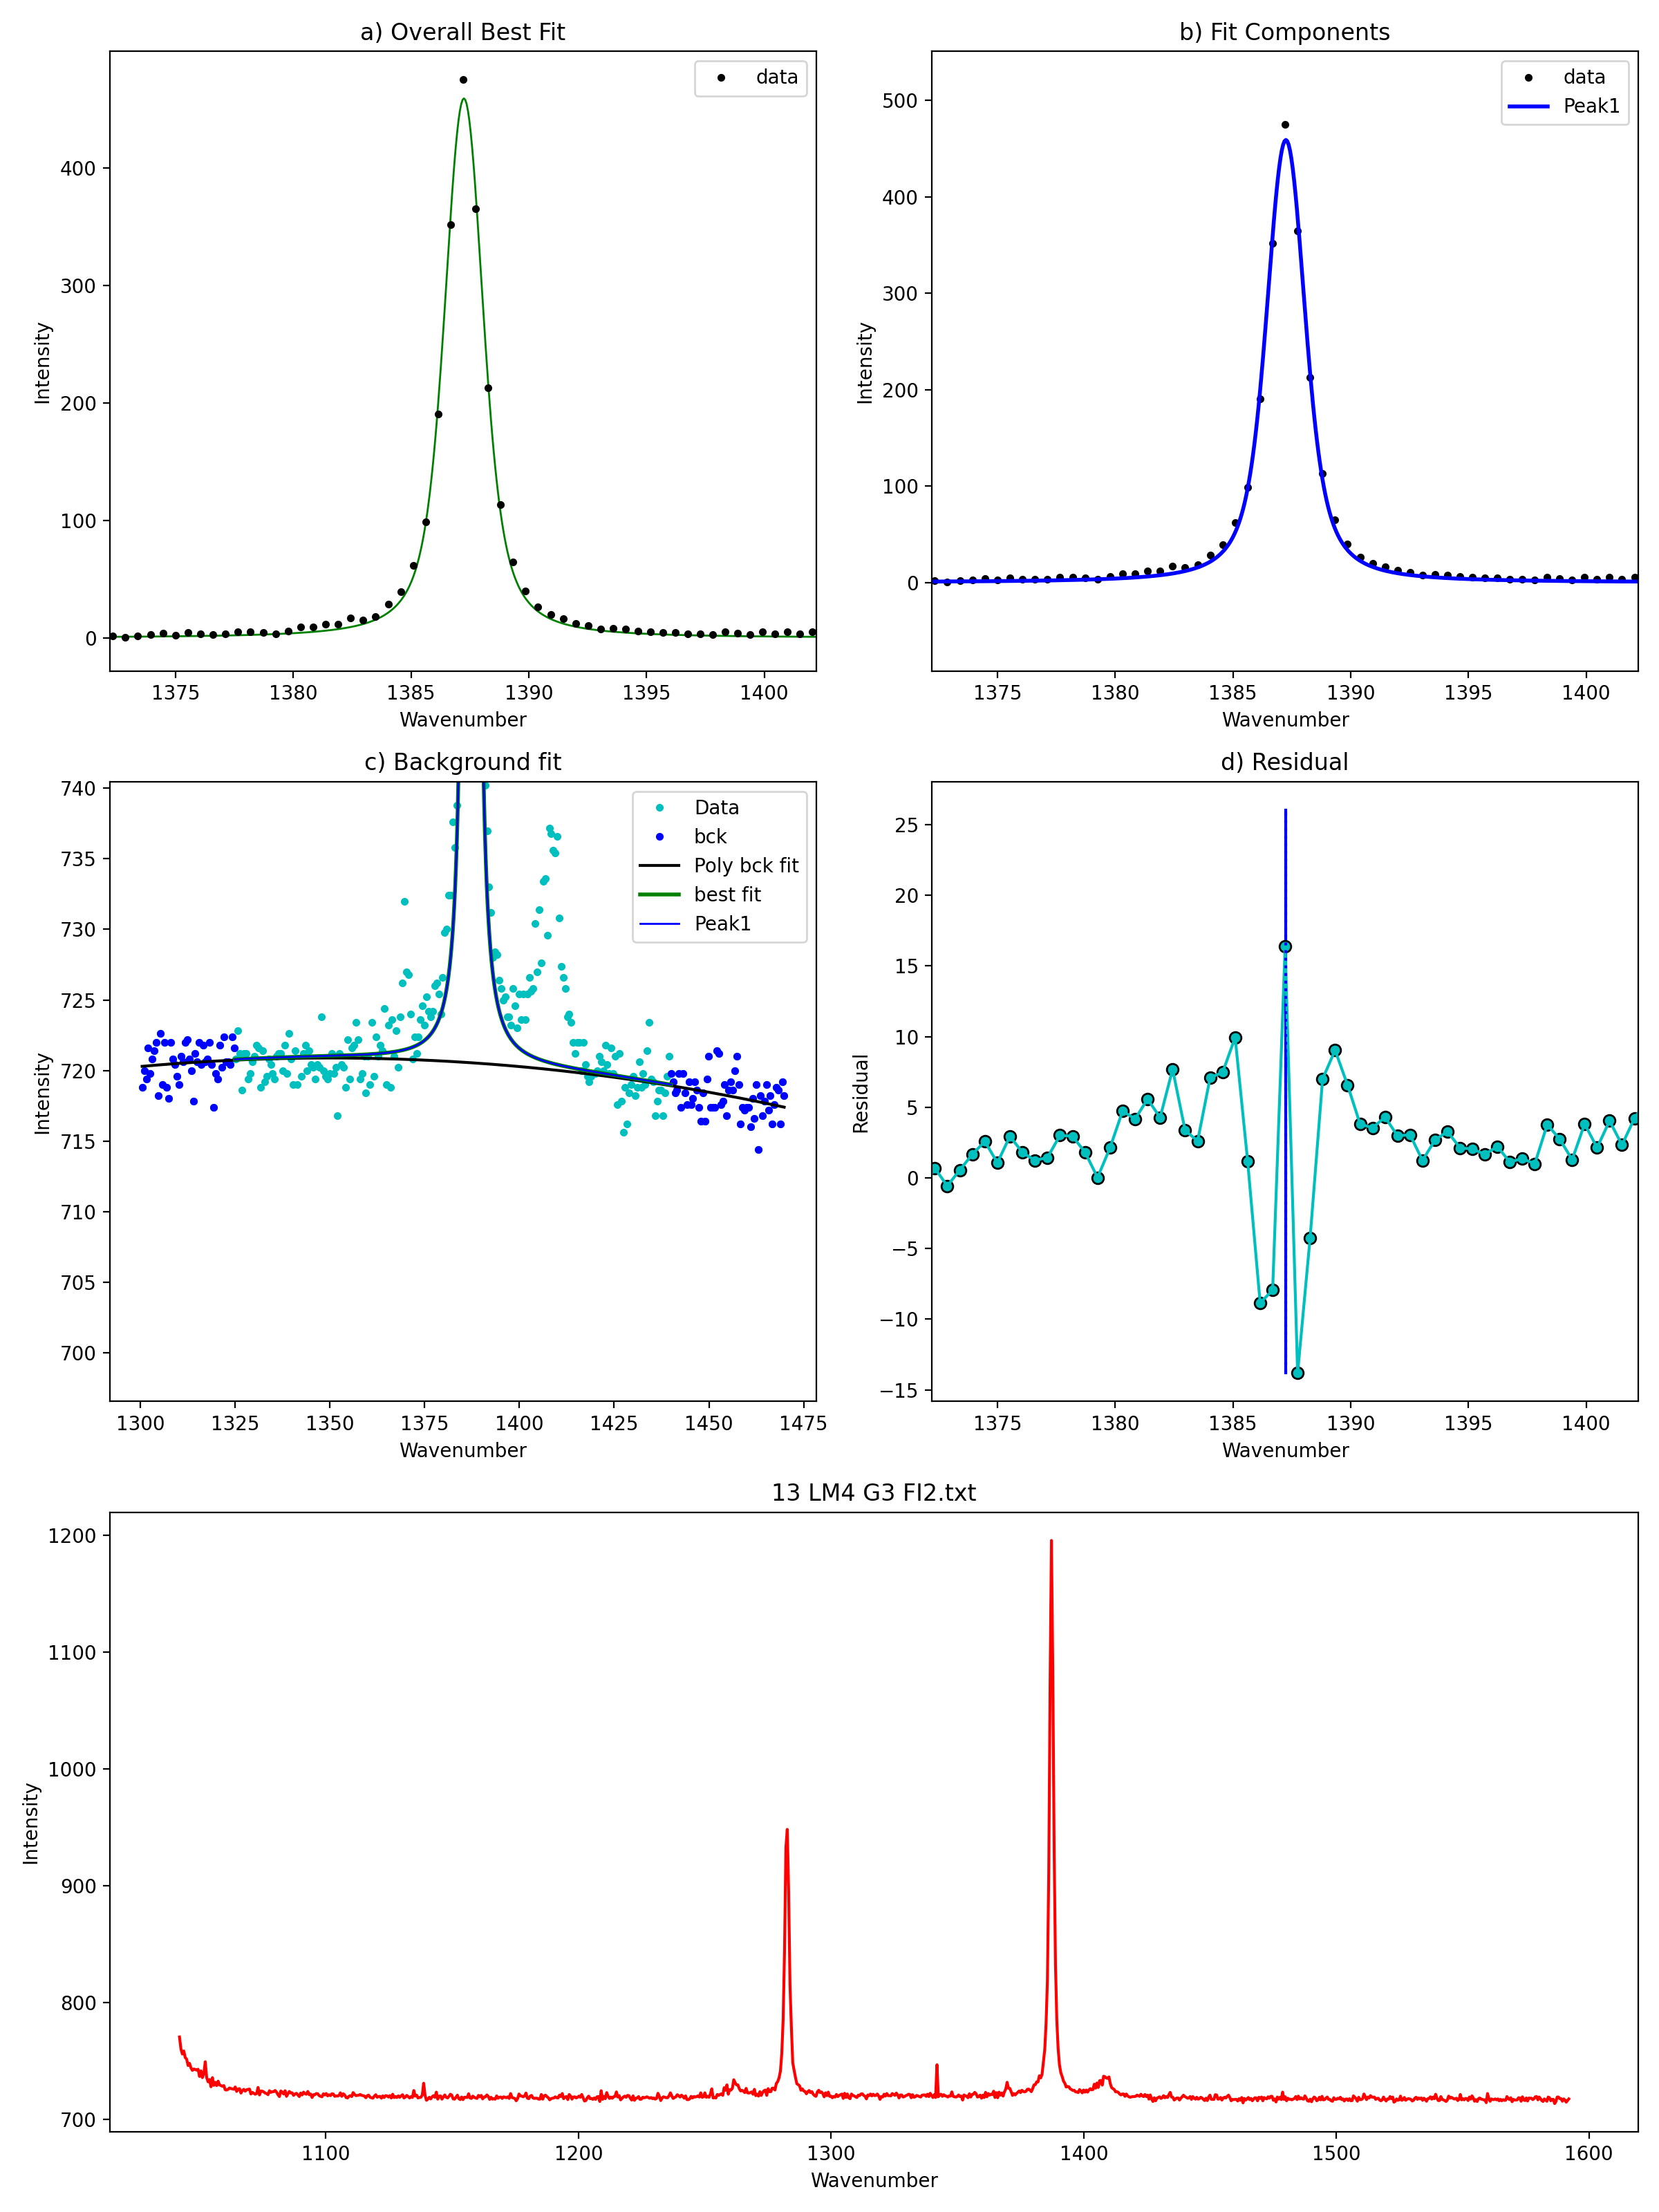 a) Overall Best Fit
data
400
300
200
100
0
Intensity
1375 1380 1385 1390 1395 1400
Wavenumber
b) Fit Components
data
Peak1
500
400
300
200
100
0
Intensity
1375 1380 1385 1390 1395 1400
Wavenumber
c) Background fit
Data
bck
Poly bck fit
best fit
Peak1
740
735
730
725
720
715
710
705
700
Intensity
1300 1325 1350 1375 1400 1425 1450 1475
Wavenumber
d) Residual
25
20
15
10
5
0
−5
−10
−15
Residual
1375 1380 1385 1390 1395 1400
Wavenumber
13 LM4 G3 FI2.txt
1200
1100
1000
900
800
700
Intensity
1100 1200 1300 1400 1500 1600
Wavenumber